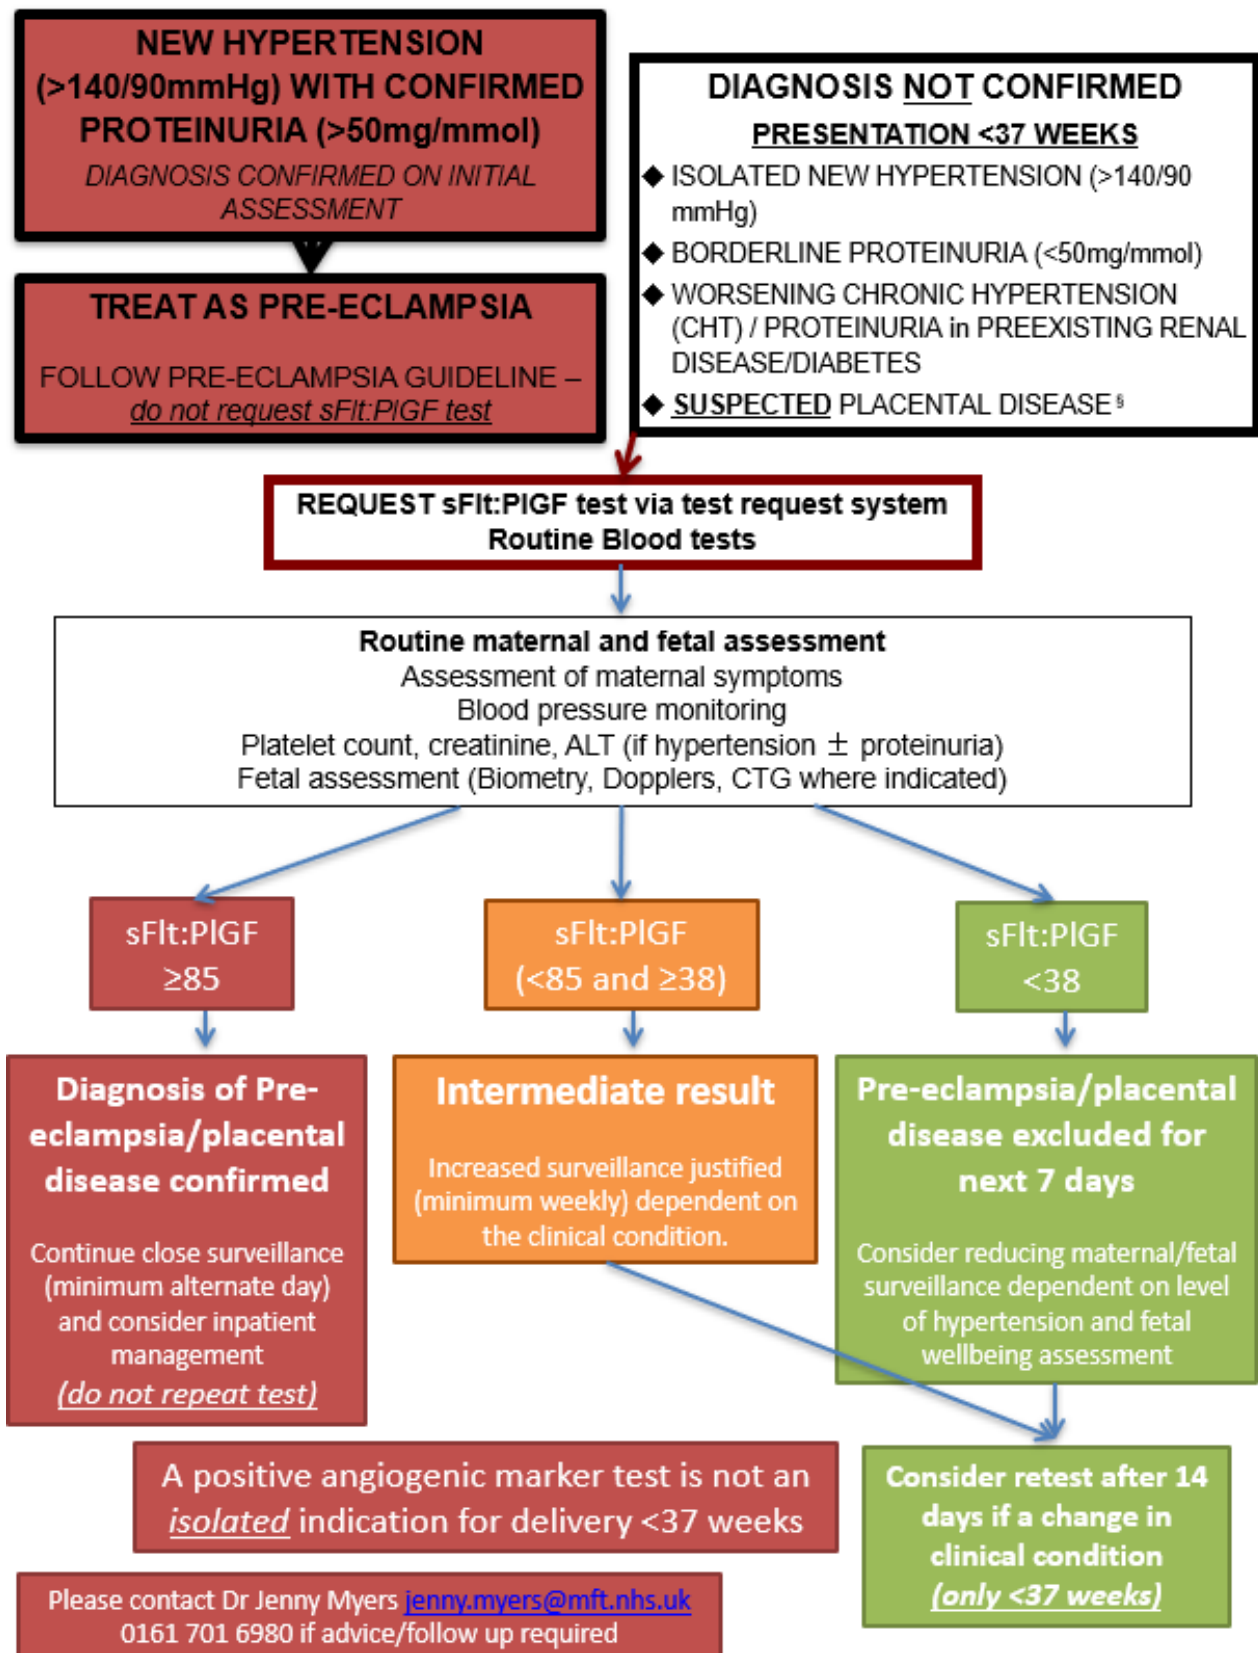 NEW HYPERTENSION
(>140/90mmHg) WITH CONFIRMED
PROTEINURIA (>50mg/mmol)
DIAGNOSIS CONFIRMED ON INITIAL
ASSESSMENT
TREAT AS PRE-ECLAMPSIA
FOLLOW PRE-ECLAMPSIA GUIDELINE –
do not request sFlt:PlGF test
DIAGNOSIS NOT CONFIRMED
PRESENTATION <37 WEEKS
◆ ISOLATED NEW HYPERTENSION (>140/90
mmHg)
◆ BORDERLINE PROTEINURIA (<50mg/mmol)
◆ WORSENING CHRONIC HYPERTENSION
(CHT) / PROTEINURIA in PREEXISTING RENAL
DISEASE/DIABETES
◆ SUSPECTED PLACENTAL DISEASE §
REQUEST sFlt:PlGF test via test request system
Routine Blood tests
Routine maternal and fetal assessment
Assessment of maternal symptoms
Blood pressure monitoring
Platelet count, creatinine, ALT (if hypertension ± proteinuria)
Fetal assessment (Biometry, Dopplers, CTG where indicated)
sFlt:PlGF
≥85
sFlt:PlGF
(<85 and ≥38)
sFlt:PlGF
<38
Diagnosis of Pre-
eclampsia/placental
disease confirmed
Continue close surveillance
(minimum alternate day)
and consider inpatient
management
(do not repeat test)
Intermediate result
Increased surveillance justified
(minimum weekly) dependent on
the clinical condition.
Pre-eclampsia/placental
disease excluded for
next 7 days
Consider reducing maternal/fetal
surveillance dependent on level
of hypertension and fetal
wellbeing assessment
A positive angiogenic marker test is not an
isolated indication for delivery <37 weeks
Consider retest after 14
days if a change in
clinical condition
(only <37 weeks)
Please contact Dr Jenny Myers jenny.myers@mft.nhs.uk
0161 701 6980 if advice/follow up required